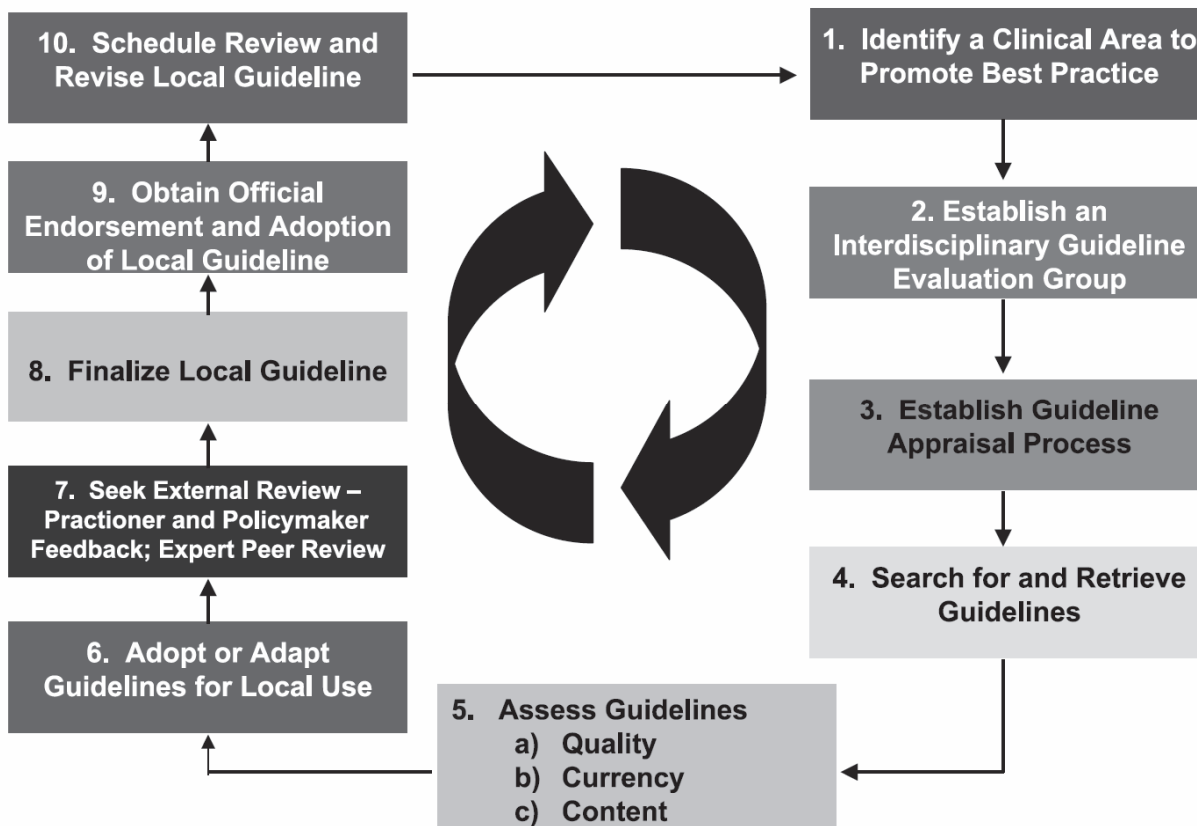 1. Identify a Clinical Area to
Promote Best Practice
2. Establish an
Interdisciplinary Guideline
Evaluation Group
3. Establish Guideline
Appraisal Process
4. Search for and Retrieve
Guidelines
5. Assess Guidelines
a) Quality
b) Currency
c) Content
6. Adopt or Adapt
Guidelines for Local Use
7. Seek External Review –
Practioner and Policymaker
Feedback; Expert Peer Review
8. Finalize Local Guideline
9. Obtain Official
Endorsement and Adoption
of Local Guideline
10. Schedule Review and
Revise Local Guideline